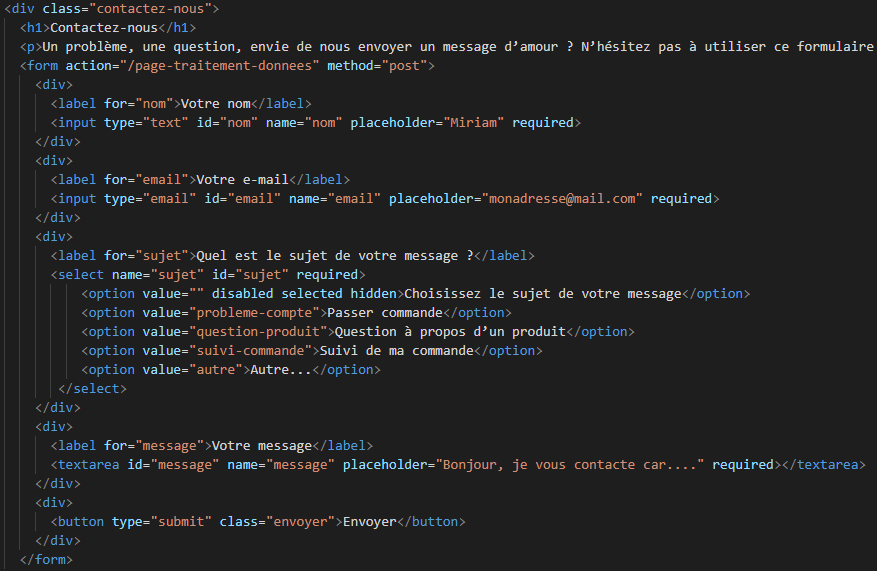 <div class="contactez-nous">
<h1>Contactez-nous</h1>
<p>Un problème, une question, envie de nous envoyer un message d’amour ? N’hésitez pas à utiliser ce formulaire
<form action="/page-traitement-donnees" method="post">
<div>
<label for="nom">Votre nom</label>
<input type="text" id="nom" name="nom" placeholder="Miriam" required>
</div>
<div>
<label for="email">Votre e-mail</label>
<input type="email" id="email" name="email" placeholder="monadresse@mail.com" required>
</div>
<div>
<label for="sujet">Quel est le sujet de votre message ?</label>
<select name="sujet" id="sujet" required>
<option value="" disabled selected hidden>Choisissez le sujet de votre message</option>
<option value="probleme-compte">Passer commande</option>
<option value="question-produit">Question à propos d’un produit</option>
<option value="suivi-commande">Suivi de ma commande</option>
<option value="autre">Autre...</option>
</select>
</div>
<div>
<label for="message">Votre message</label>
<textarea id="message" name="message" placeholder="Bonjour, je vous contacte car...." required></textarea>
</div>
<div>
<button type="submit" class="envoyer">Envoyer</button>
</div>
</form>